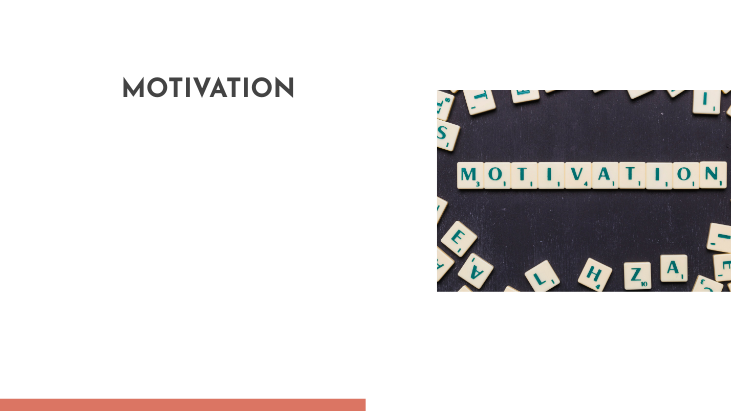 MOTIVATION
T E I
S
MOTIVATION
E
A L H Z A E